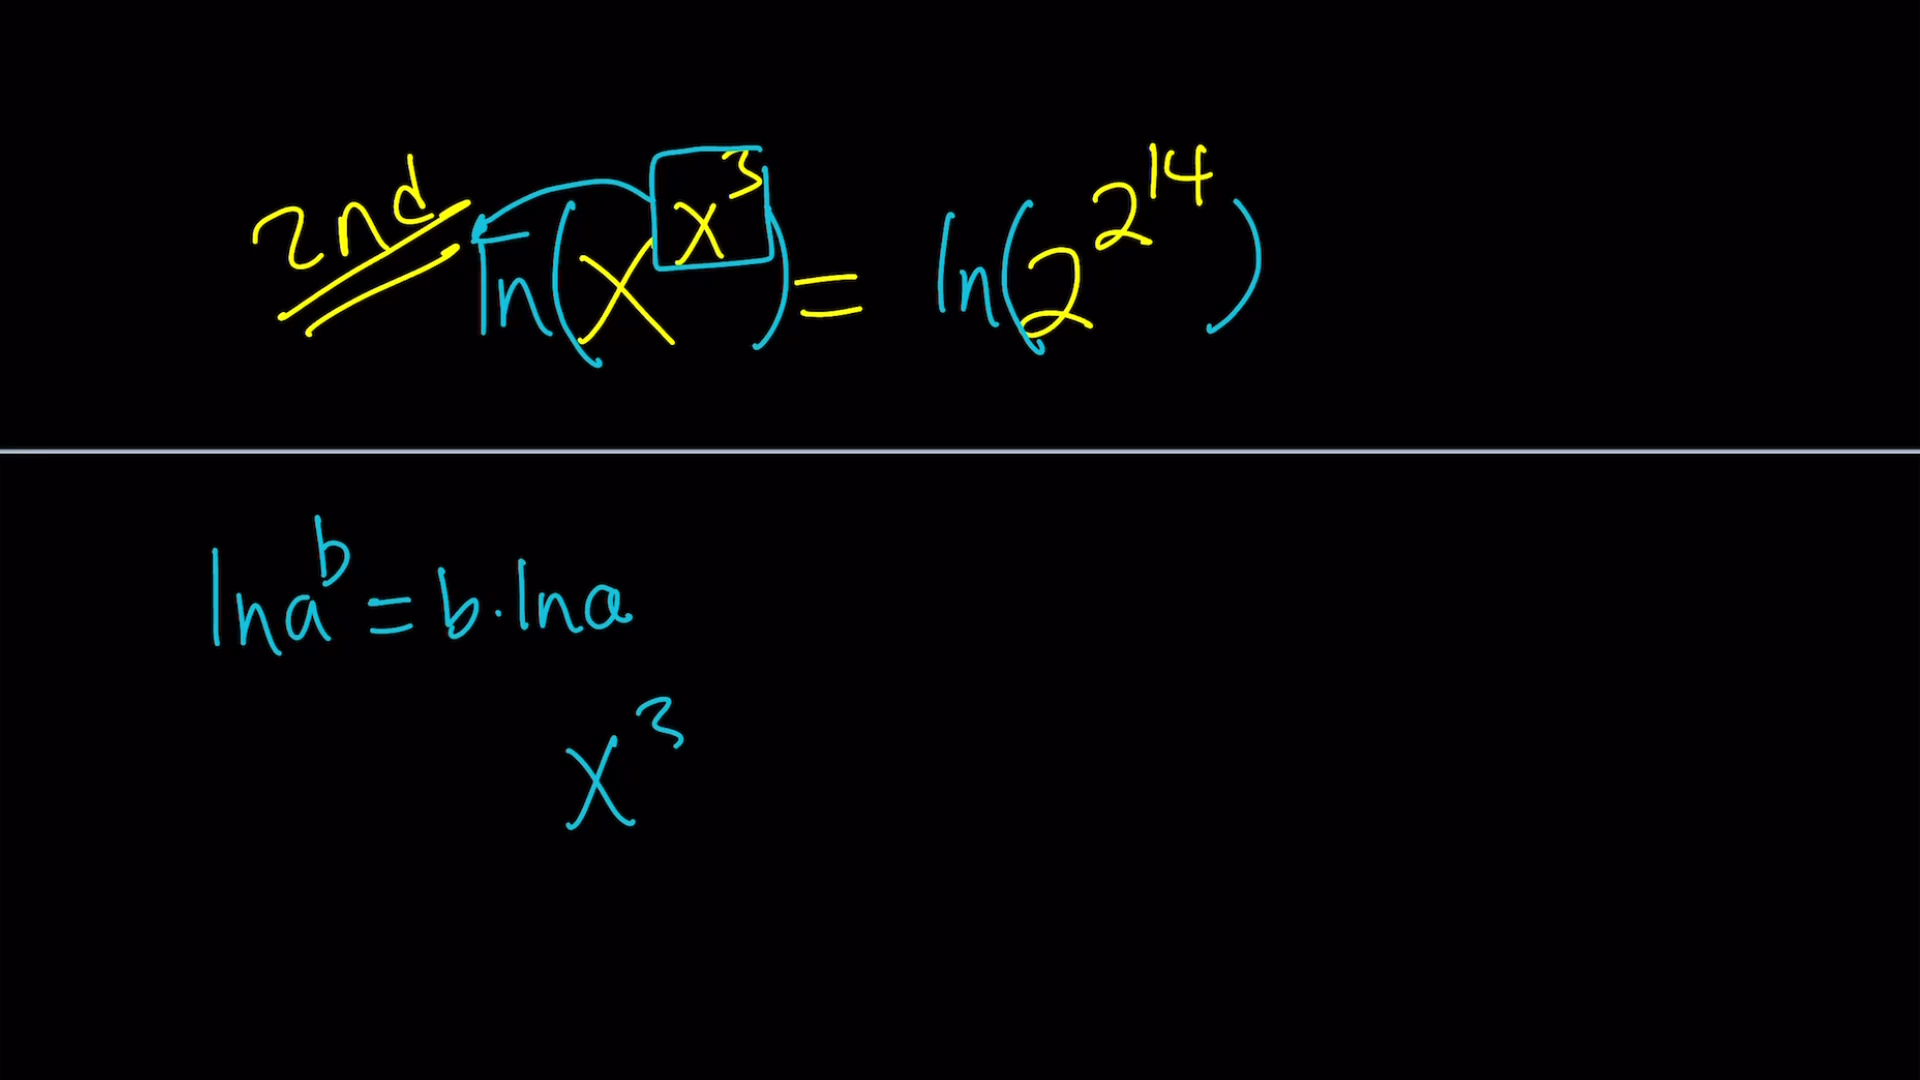 2nd ln(x^x^3) = ln(2^2^14)
ln a^b = b · ln a
x^3